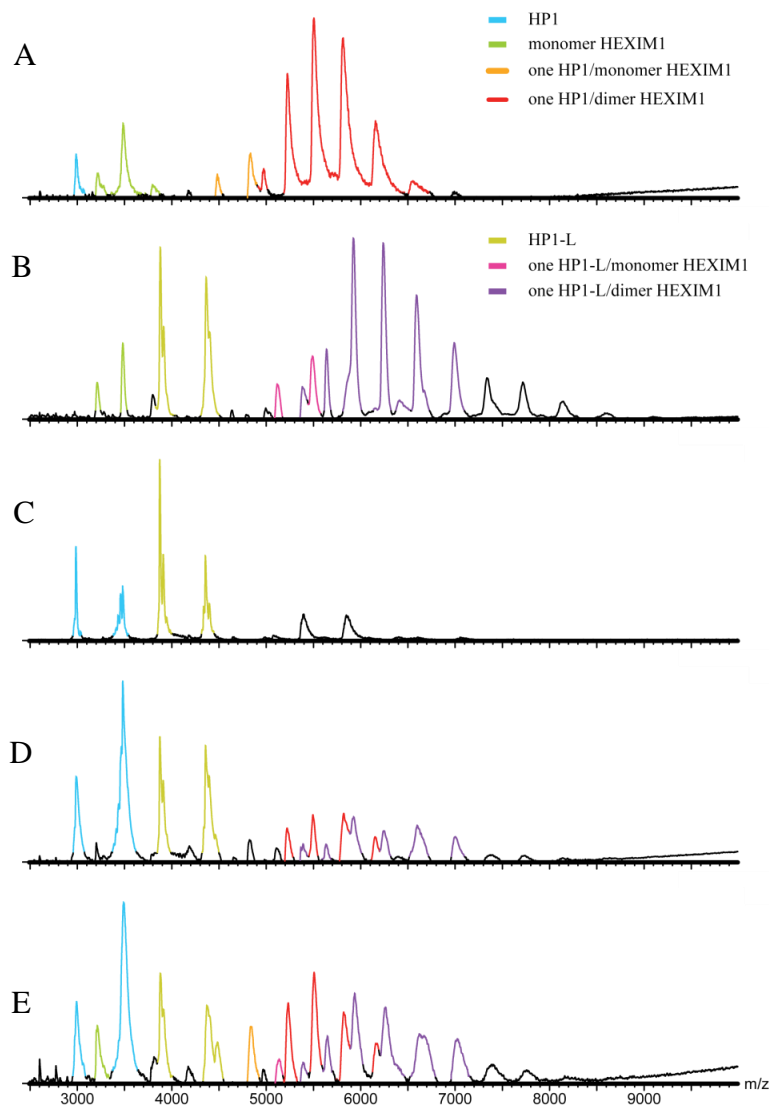 A
HP1
monomer HEXIM1
one HP1/monomer HEXIM1
one HP1/dimer HEXIM1
B
HP1-L
one HP1-L/monomer HEXIM1
one HP1-L/dimer HEXIM1
C
D
E
3000 4000 5000 6000 7000 8000 9000 m/z